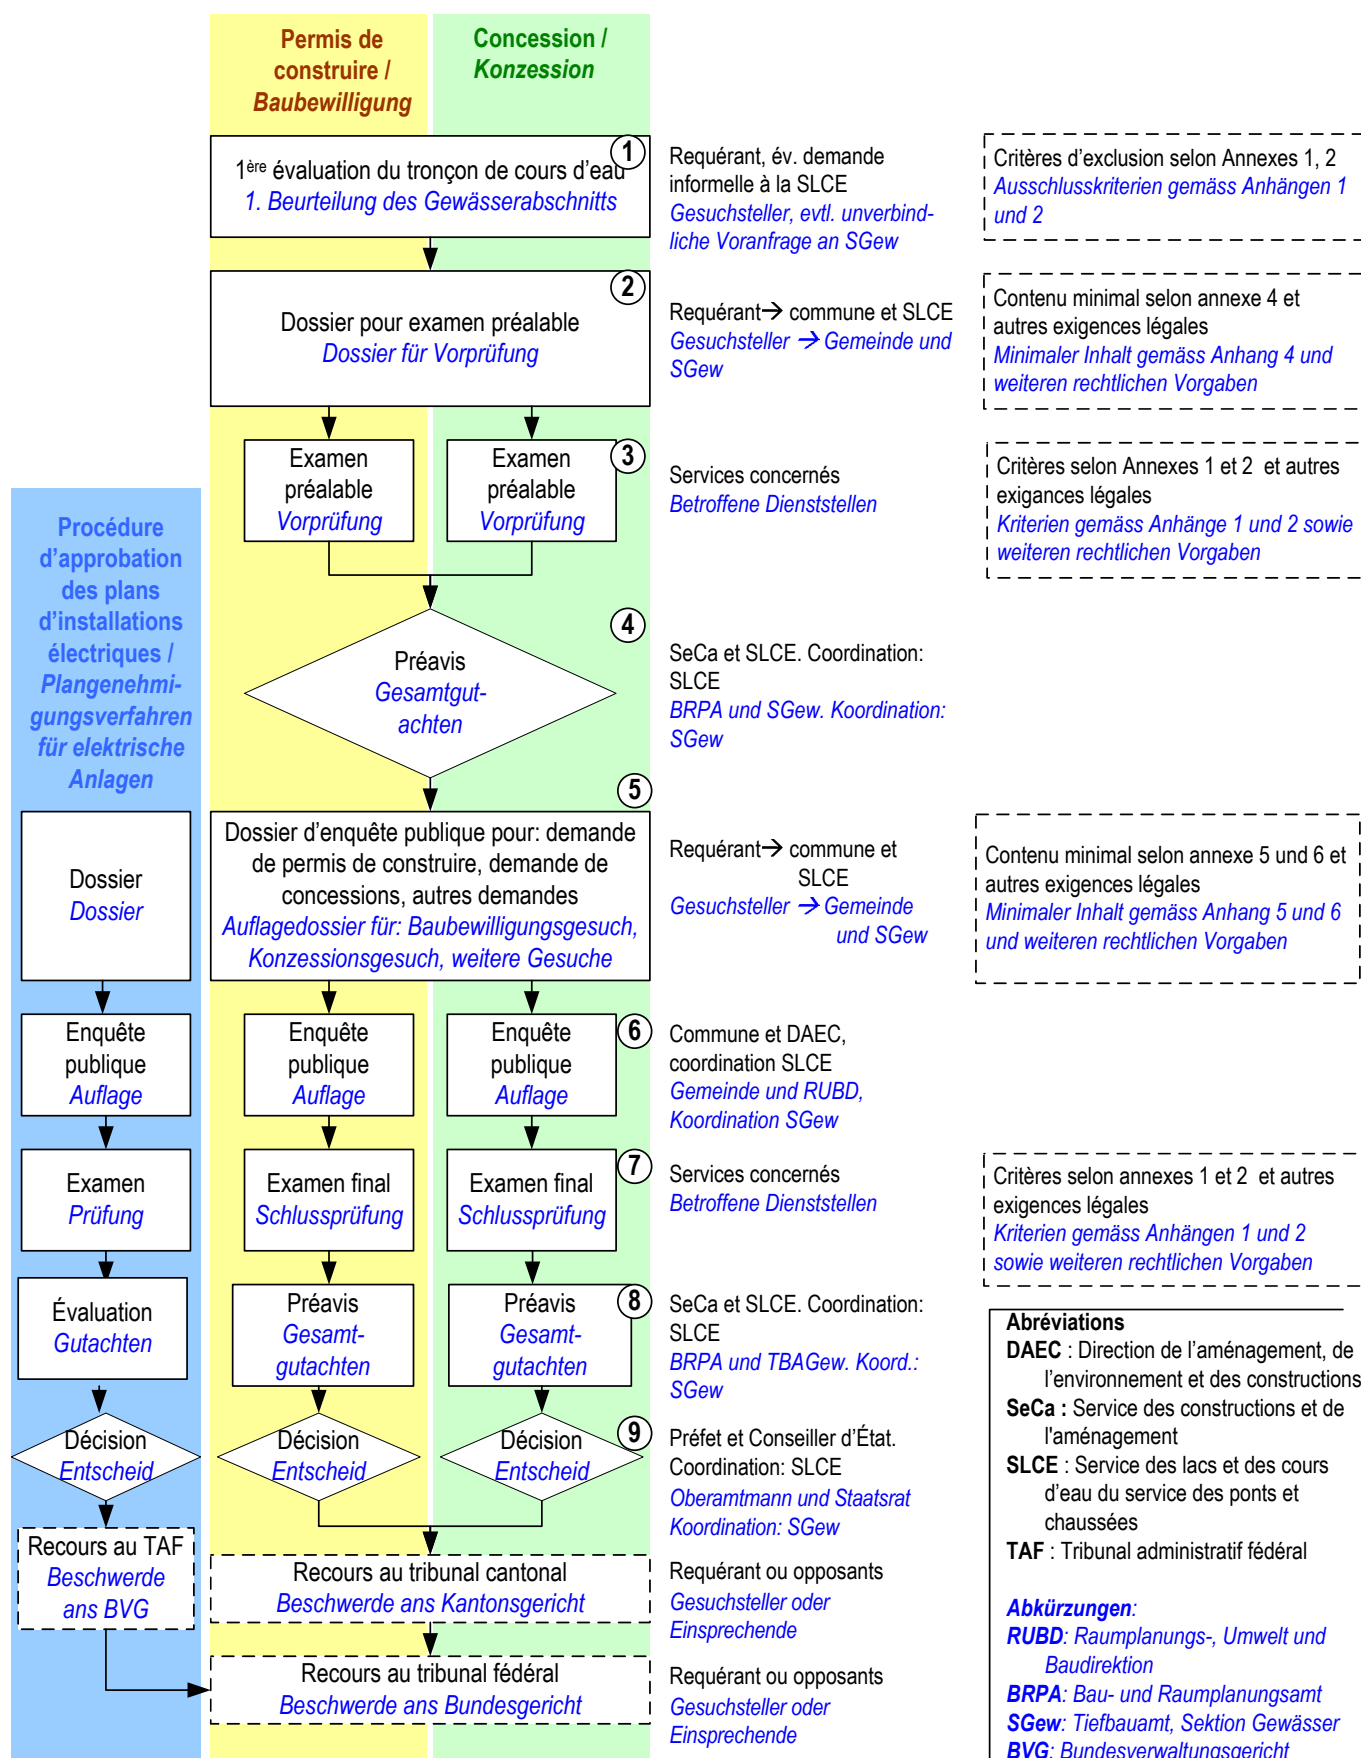 Permis de
construire /
Baubewilligung
Concession /
Konzession
1
1ère évaluation du tronçon de cours d'eau
1. Beurteilung des Gewässerabschnitts
Requérant, év. demande
informelle à la SLCE
Gesuchsteller, evtl. unverbind-
liche Voranfrage an SGew
Critères d'exclusion selon Annexes 1, 2
Ausschlusskriterien gemäss Anhängen 1
und 2
2
Dossier pour examen préalable
Dossier für Vorprüfung
Requérant→ commune et SLCE
Gesuchsteller → Gemeinde und
SGew
Contenu minimal selon annexe 4 et
autres exigences légales
Minimaler Inhalt gemäss Anhang 4 und
weiteren rechtlichen Vorgaben
Examen
préalable
Vorprüfung
Examen
préalable
Vorprüfung
3
Services concernés
Betroffene Dienststellen
Critères selon Annexes 1 et 2 et autres
exigances légales
Kriterien gemäss Anhänge 1 und 2 sowie
weiteren rechtlichen Vorgaben
Procédure
d'approbation
des plans
d'installations
électriques /
Plangenehmi-
gungsverfahren
für elektrische
Anlagen
4
Préavis
Gesamtgut-
achten
SeCa et SLCE. Coordination:
SLCE
BRPA und SGew. Koordination:
SGew
5
Dossier
Dossier
Dossier d'enquête publique pour: demande
de permis de construire, demande de
concessions, autres demandes
Auflagedossier für: Baubewilligungsgesuch,
Konzessionsgesuch, weitere Gesuche
Requérant→ commune et
SLCE
Gesuchsteller → Gemeinde
und SGew
Contenu minimal selon annexe 5 und 6 et
autres exigences légales
Minimaler Inhalt gemäss Anhang 5 und 6
und weiteren rechtlichen Vorgaben
Enquête
publique
Auflage
Enquête
publique
Auflage
Enquête
publique
Auflage
6
Commune et DAEC,
coordination SLCE
Gemeinde und RUBD,
Koordination SGew
Examen
Prüfung
Examen final
Schlussprüfung
Examen final
Schlussprüfung
7
Services concernés
Betroffene Dienststellen
Critères selon annexes 1 et 2 et autres
exigences légales
Kriterien gemäss Anhängen 1 und 2
sowie weiteren rechtlichen Vorgaben
Évaluation
Gutachten
Préavis
Gesamt-
gutachten
Préavis
Gesamt-
gutachten
8
SeCa et SLCE. Coordination:
SLCE
BRPA und TBAGew. Koord.:
SGew
Décision
Entscheid
Décision
Entscheid
Décision
Entscheid
9
Préfet et Conseiller d'État.
Coordination: SLCE
Oberamtmann und Staatsrat
Koordination: SGew
Recours au TAF
Beschwerde
ans BVG
Recours au tribunal cantonal
Beschwerde ans Kantonsgericht
Requérant ou opposants
Gesuchsteller oder
Einsprechende
Recours au tribunal fédéral
Beschwerde ans Bundesgericht
Requérant ou opposants
Gesuchsteller oder
Einsprechende
Abréviations
DAEC : Direction de l'aménagement, de
l'environnement et des constructions
SeCa : Service des constructions et de
l'aménagement
SLCE : Service des lacs et des cours
d'eau du service des ponts et
chaussées
TAF : Tribunal administratif fédéral
Abkürzungen:
RUBD: Raumplanungs-, Umwelt und
Baudirektion
BRPA: Bau- und Raumplanungsamt
SGew: Tiefbauamt, Sektion Gewässer
BVG: Bundesverwaltungsgericht